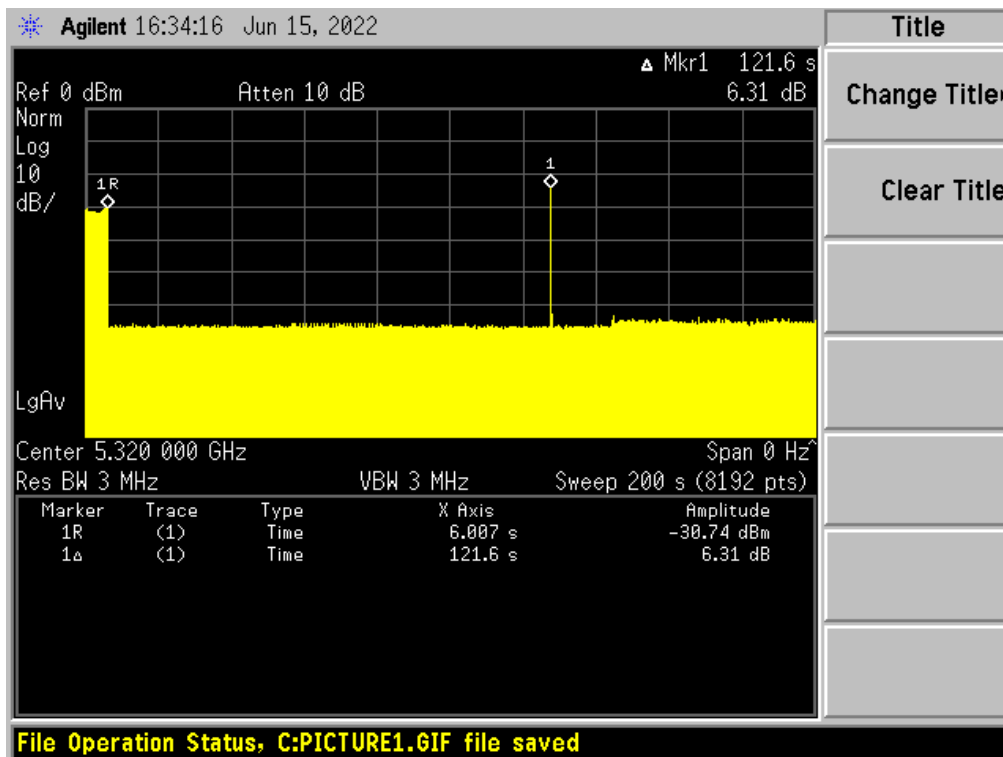 Agilent 16:34:16 Jun 15, 2022
Title
Δ Mkr1 121.6 s
Ref 0 dBm Atten 10 dB 6.31 dB
Norm
Log
10
dB/
1R
1
LgAv
Center 5.320 000 GHz Span 0 Hz^
Res BW 3 MHz VBW 3 MHz Sweep 200 s (8192 pts)
Marker Trace Type X Axis Amplitude
1R (1) Time 6.007 s -30.74 dBm
1Δ (1) Time 121.6 s 6.31 dB
Change Title
Clear Title
File Operation Status, C:PICTURE1.GIF file saved